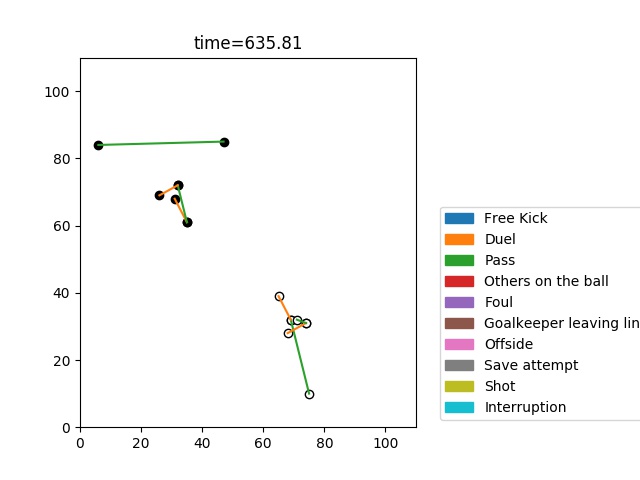 time=635.81
100
80
60
40
20
0
0 20 40 60 80 100
Free Kick
Duel
Pass
Others on the ball
Foul
Goalkeeper leaving lin
Offside
Save attempt
Shot
Interruption